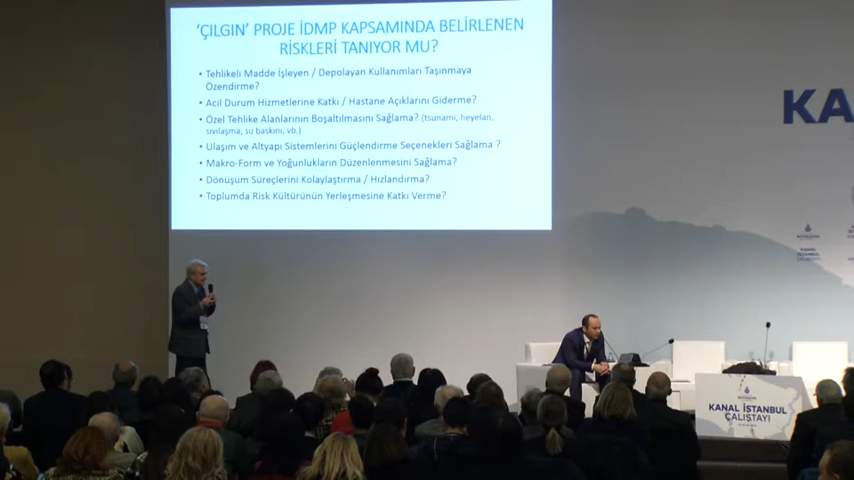 'ÇILGIN' PROJE İDMP KAPSAMINDA BELİRLENEN
RİSKLERİ TANIYOR MU?
• Tehlikeli Madde İşleyen / Depolayan Kullanımları Taşınmaya
Özendirme?
• Acil Durum Hizmetlerine Katkı / Hastane Açıklarını Giderme?
• Özel Tehlike Alanlarının Boşaltılmasını Sağlama? (tsunami, heyelan,
sıvılaşma, su baskını, vb.)
• Ulaşım ve Altyapı Sistemlerini Güçlendirme Seçenekleri Sağlama ?
• Makro-Form ve Yoğunlukların Düzenlenmesini Sağlama?
• Dönüşüm Süreçlerini Kolaylaştırma / Hızlandırma?
• Toplumda Risk Kültürünün Yerleşmesine Katkı Verme?
KA
KANAL
İSTANBUL
ÇALIŞTAYI
KANAL İSTANBUL
ÇALIŞTAYI